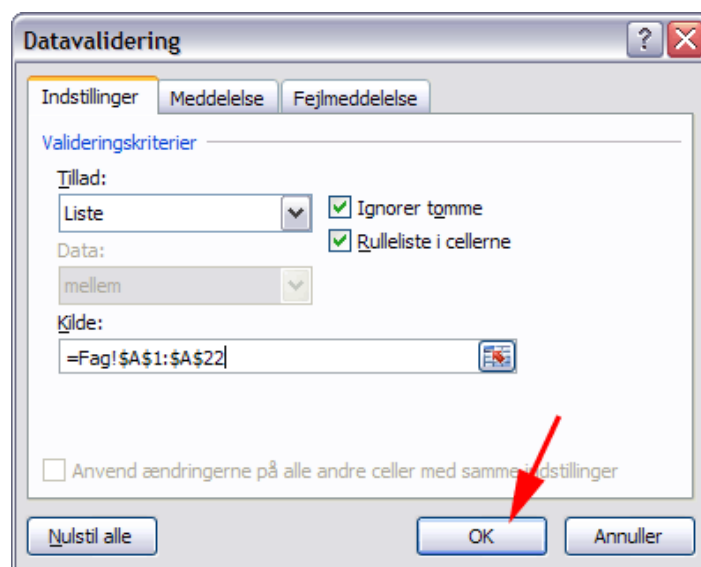 Datavalidering
Indstillinger Meddelelse Fejlmeddelelse
Valideringskriterier
Tillad:
Liste
Ignorer tomme
Rulleliste i cellerne
Data:
mellem
Kilde:
=Fag!$A$1:$A$22
Anvend ændringerne på alle andre celler med samme indstillinger
Nulstil alle OK Annuller